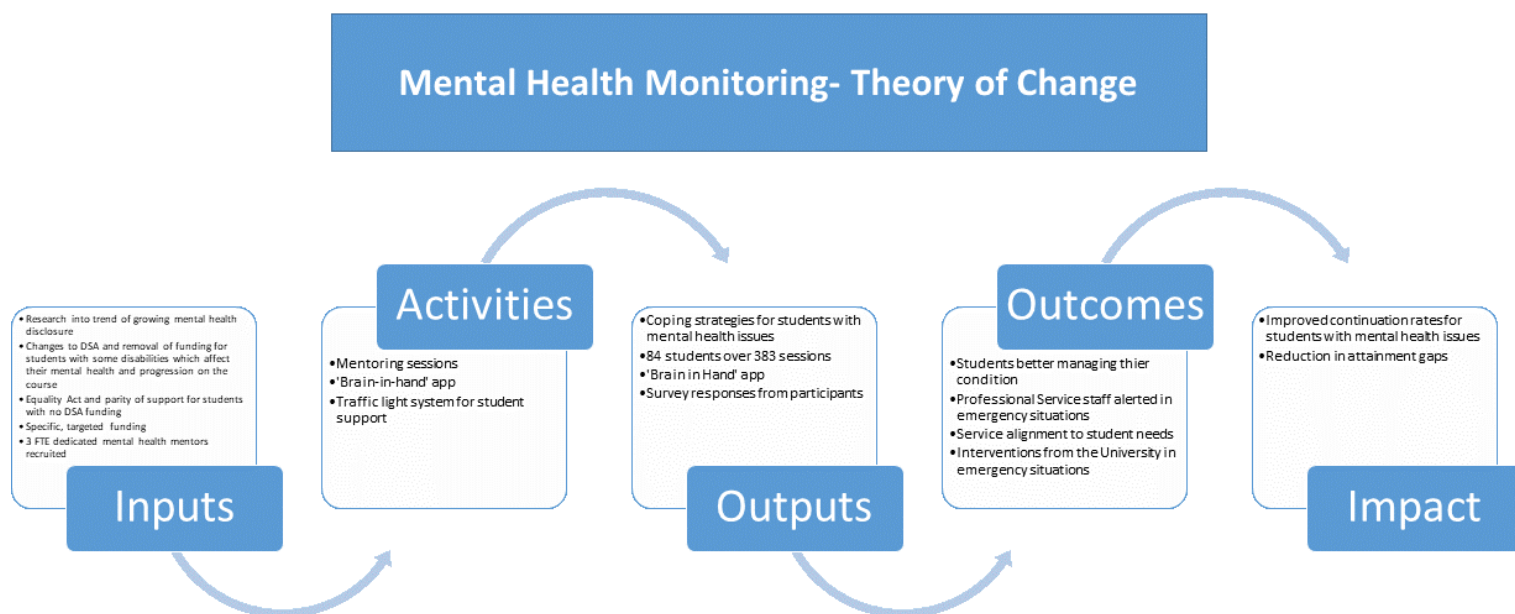 Mental Health Monitoring- Theory of Change
• Research into trend of growing mental health
disclosure
• Changes to DSA and removal of funding for
students with some disabilities which affect
their mental health and progression on the
course
• Equality Act and parity of support for students
with no DSA funding
• Specific, targeted funding
• 3 FTE dedicated mental health mentors
recruited
Inputs
Activities
•Mentoring sessions
•'Brain-in-hand' app
•Traffic light system for student
support
•Coping strategies for students with
mental health issues
•84 students over 383 sessions
•'Brain in Hand' app
•Survey responses from participants
Outputs
Outcomes
•Students better managing thier
condition
•Professional Service staff alerted in
emergency situations
•Service alignment to student needs
•Interventions from the University in
emergency situations
•Improved continuation rates for
students with mental health issues
•Reduction in attainment gaps
Impact